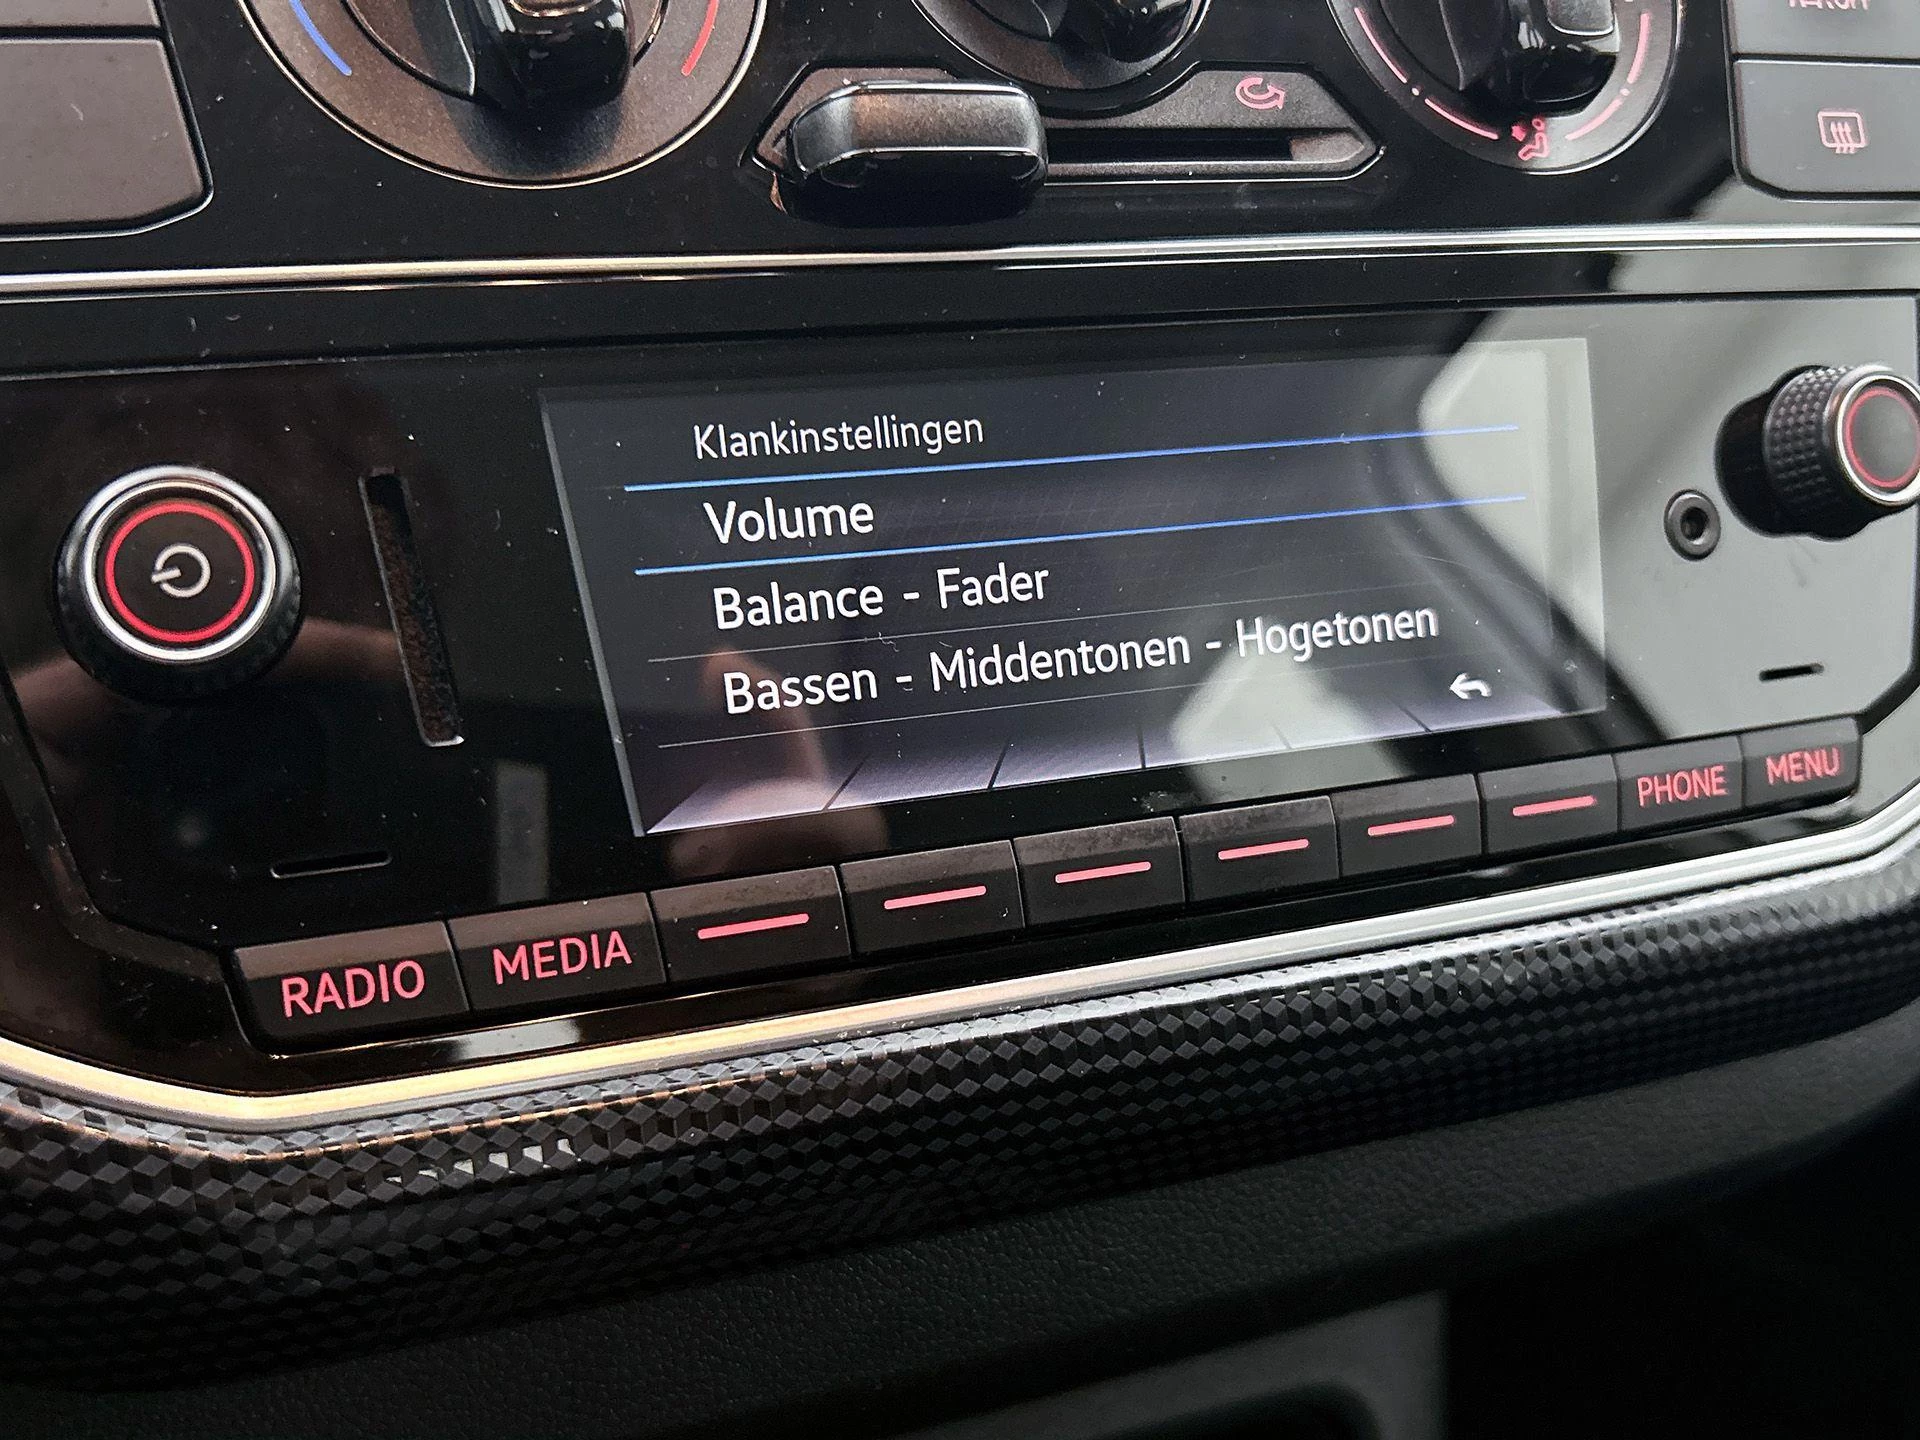 Klankinstellingen
Volume
Balance - Fader
Bassen - Middentonen - Hogetonen
RADIO
MEDIA
PHONE
MENU